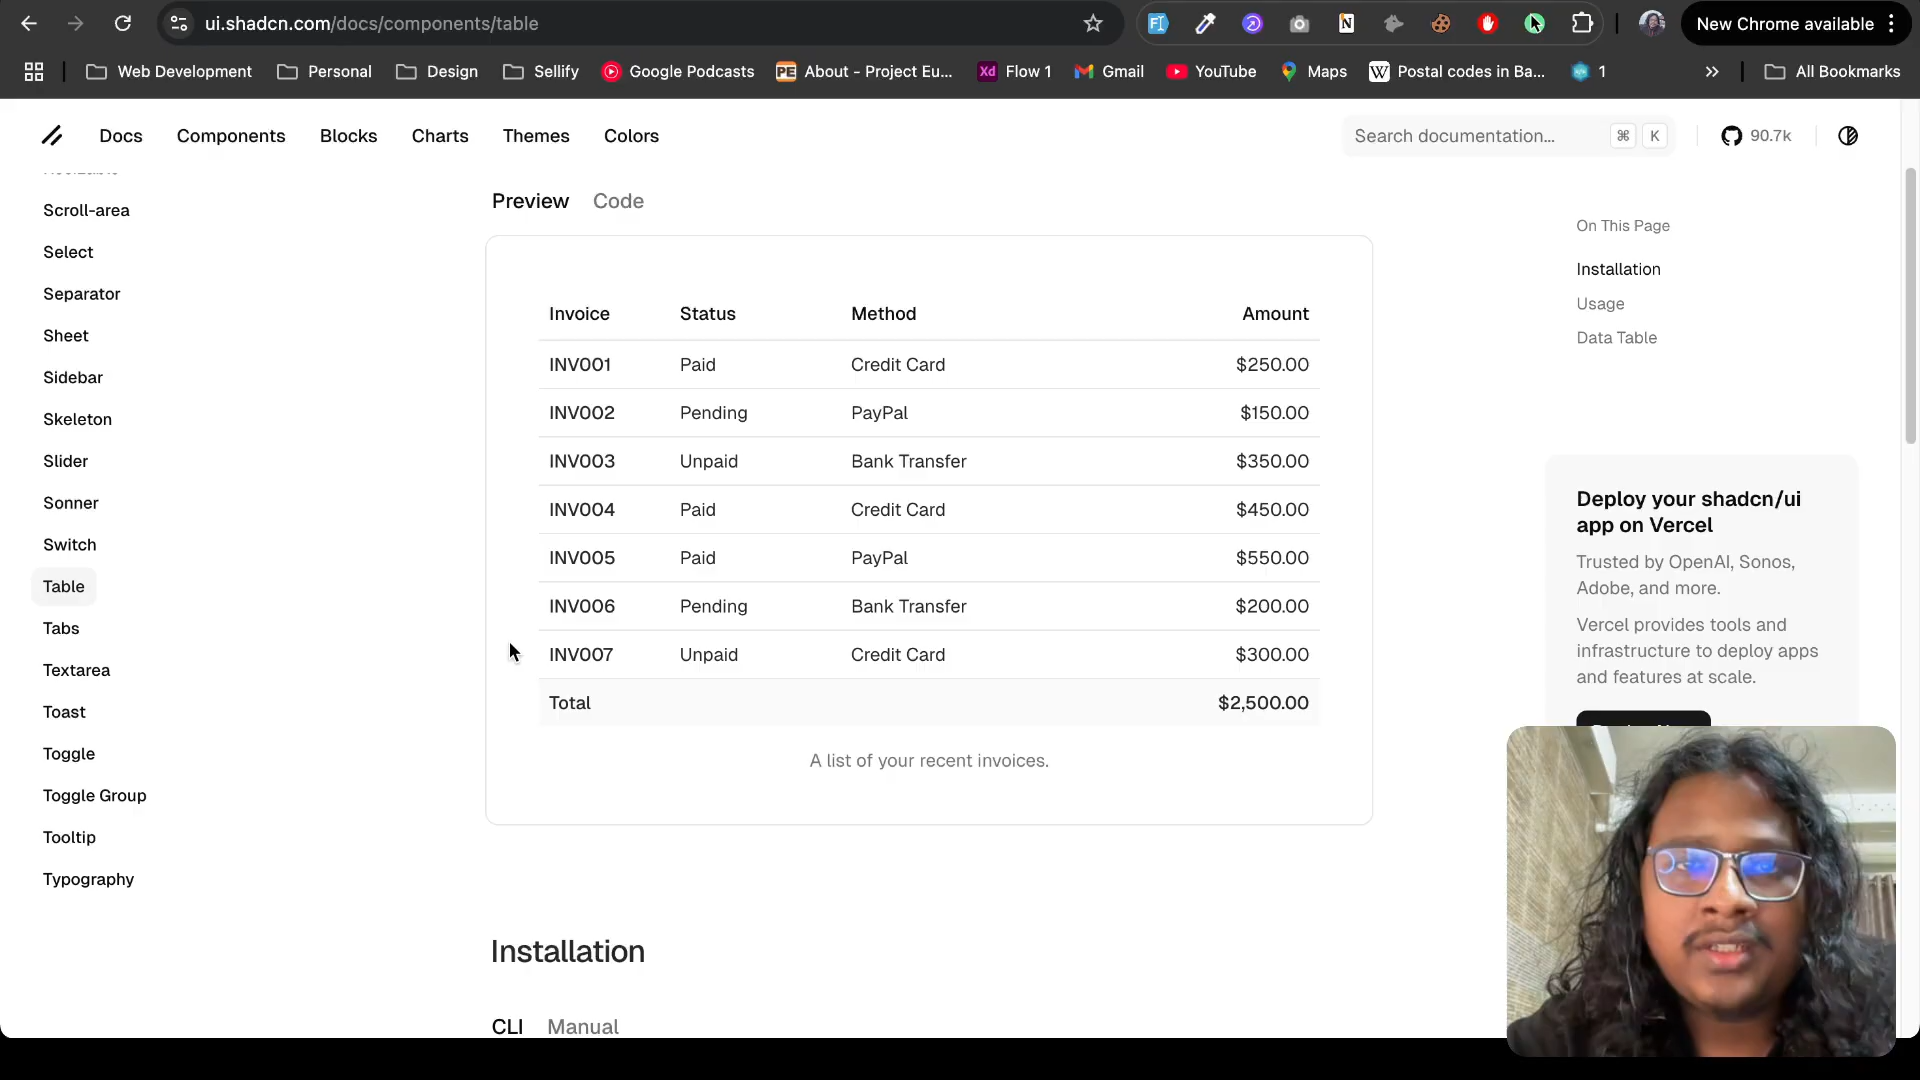 ui.shadcn.com/docs/components/table
New Chrome available
Web Development
Personal
Design
Sellify
Google Podcasts
PE About - Project Eu...
Xd Flow 1
Gmail
YouTube
Maps
W Postal codes in Ba...
1
All Bookmarks
Docs
Components
Blocks
Charts
Themes
Colors
Search documentation...
⌘ K
90.7k
Scroll-area
Select
Separator
Sheet
Sidebar
Skeleton
Slider
Sonner
Switch
Table
Tabs
Textarea
Toast
Toggle
Toggle Group
Tooltip
Typography
Preview Code
Invoice Status Method Amount
INV001 Paid Credit Card $250.00
INV002 Pending PayPal $150.00
INV003 Unpaid Bank Transfer $350.00
INV004 Paid Credit Card $450.00
INV005 Paid PayPal $550.00
INV006 Pending Bank Transfer $200.00
INV007 Unpaid Credit Card $300.00
Total $2,500.00
A list of your recent invoices.
Installation
CLI Manual
On This Page
Installation
Usage
Data Table
Deploy your shadcn/ui
app on Vercel
Trusted by OpenAI, Sonos,
Adobe, and more.
Vercel provides tools and
infrastructure to deploy apps
and features at scale.